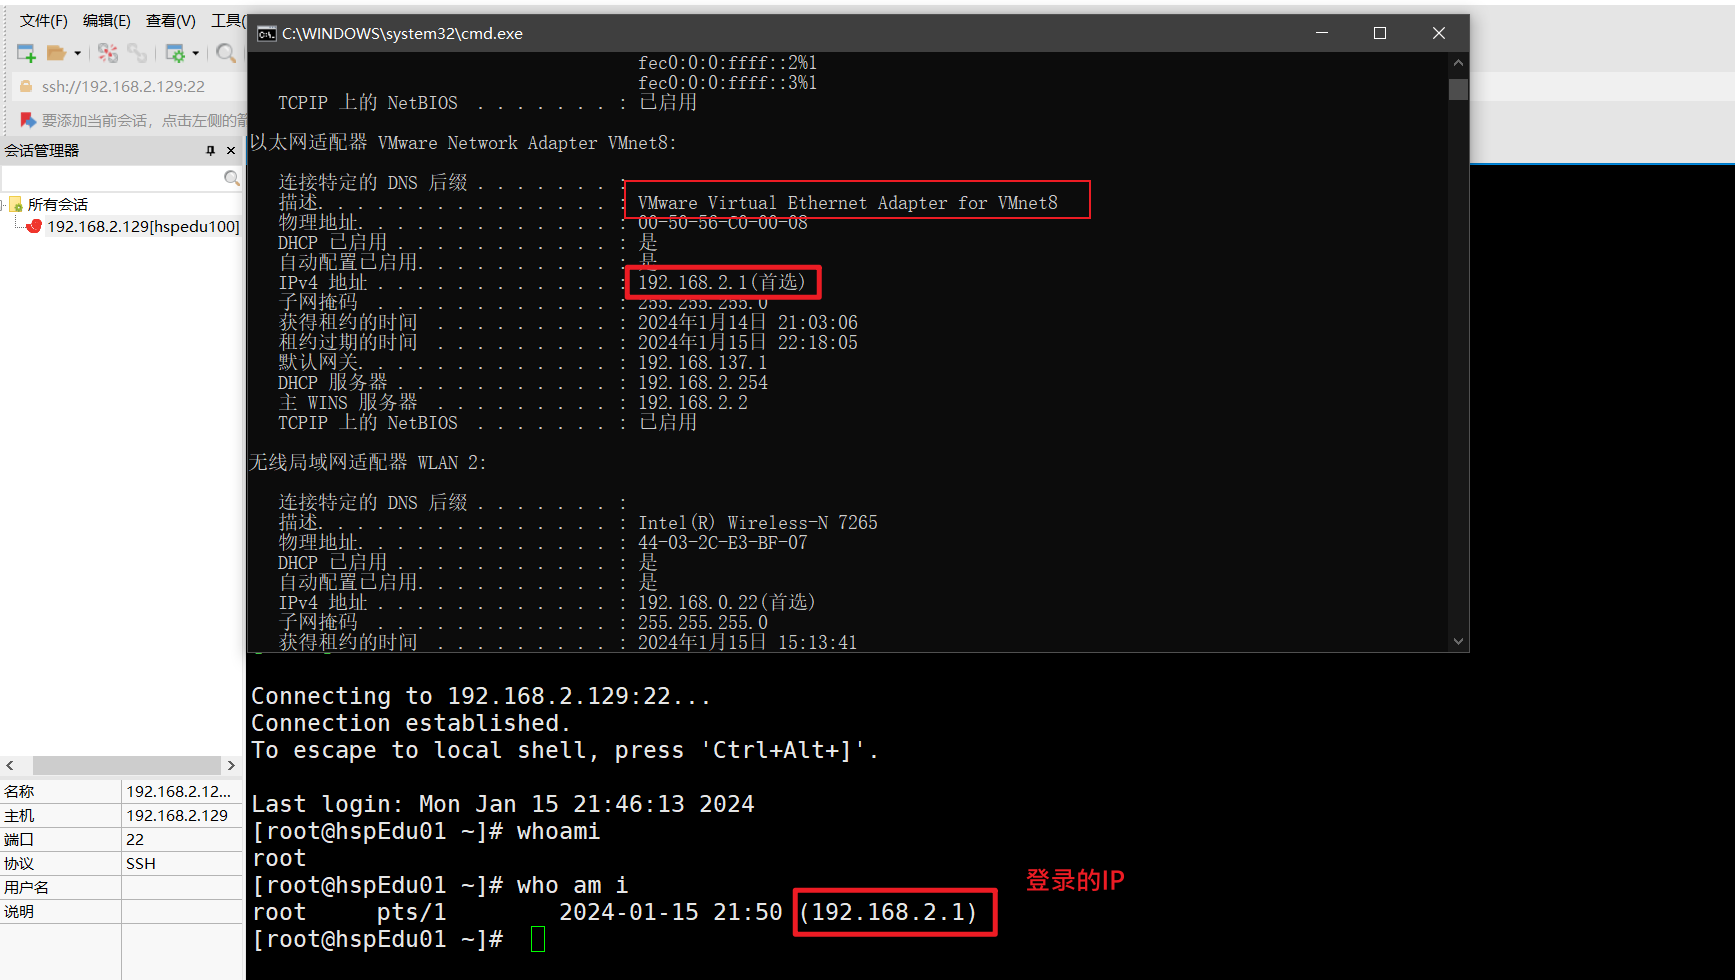 文件(F) 编辑(E) 查看(V) 工具(
ssh://192.168.2.129:22
要添加当前会话，点击左侧的箭
会话管理器
所有会话
192.168.2.129[hspedu100]
名称 192.168.2.12...
主机 192.168.2.129
端口 22
协议 SSH
用户名
说明
C:\WINDOWS\system32\cmd.exe
fec0:0:0:ffff::2%1
fec0:0:0:ffff::3%1
TCPIP 上的 NetBIOS . . . . . . . : 已启用
以太网适配器 VMware Network Adapter VMnet8:
连接特定的 DNS 后缀 . . . . . . . :
描述. . . . . . . . . . . . . . . : VMware Virtual Ethernet Adapter for VMnet8
物理地址. . . . . . . . . . . . . : 00-50-56-C0-00-08
DHCP 已启用 . . . . . . . . . . . : 是
自动配置已启用. . . . . . . . . . : 是
IPv4 地址 . . . . . . . . . . . . : 192.168.2.1(首选)
子网掩码 . . . . . . . . . . . . : 255.255.255.0
获得租约的时间 . . . . . . . . . : 2024年1月14日 21:03:06
租约过期的时间 . . . . . . . . . : 2024年1月15日 22:18:05
默认网关. . . . . . . . . . . . . : 192.168.137.1
DHCP 服务器 . . . . . . . . . . . : 192.168.2.254
主 WINS 服务器 . . . . . . . . . : 192.168.2.2
TCPIP 上的 NetBIOS . . . . . . . : 已启用
无线局域网适配器 WLAN 2:
连接特定的 DNS 后缀 . . . . . . . :
描述. . . . . . . . . . . . . . . : Intel(R) Wireless-N 7265
物理地址. . . . . . . . . . . . . : 44-03-2C-E3-BF-07
DHCP 已启用 . . . . . . . . . . . : 是
自动配置已启用. . . . . . . . . . : 是
IPv4 地址 . . . . . . . . . . . . : 192.168.0.22(首选)
子网掩码 . . . . . . . . . . . . : 255.255.255.0
获得租约的时间 . . . . . . . . . : 2024年1月15日 15:13:41
Connecting to 192.168.2.129:22...
Connection established.
To escape to local shell, press 'Ctrl+Alt+]'.
Last login: Mon Jan 15 21:46:13 2024
[root@hspEdu01 ~]# whoami
root
[root@hspEdu01 ~]# who am i
登录的IP
root pts/1 2024-01-15 21:50 (192.168.2.1)
[root@hspEdu01 ~]#